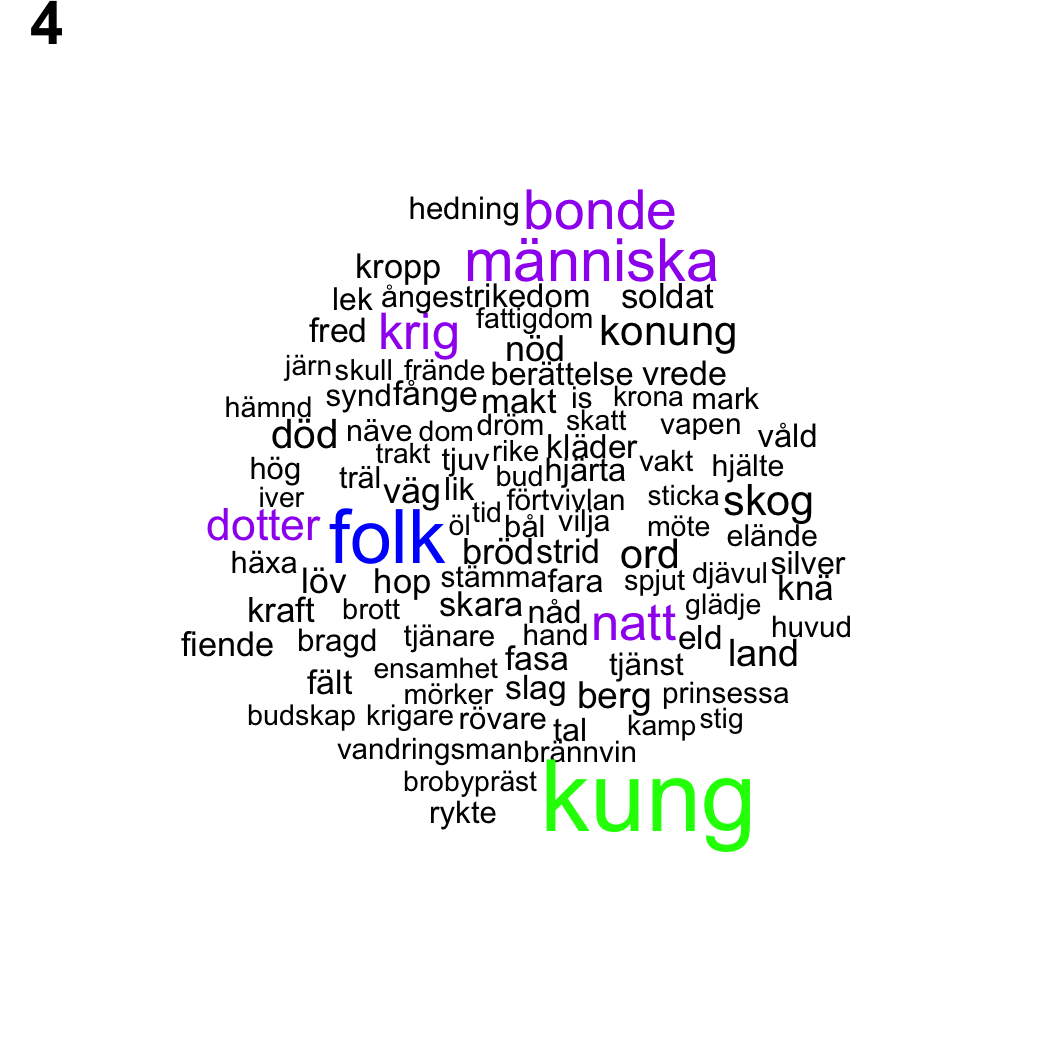 4
hedning bonde
kropp människa
lek ångest rikedom soldat
fred krig fattigdom konung
nöd
järn skull frände berättelse vrede
hämnd synd fånge makt is krona mark
död näve dom dröm skatt vapen våld
trakt tjuv rike kläder
hög träl väg lik bud hjärta vakt hjälte
iver förtvivlan sticka skog
dotter folk öl tid bål vilja möte elände
häxa bröd strid ord silver
löv hop stämma fara spjut djävul knä
kraft brott skara nåd natt glädje
fiende bragd tjänare hand eld huvud
ensamhet fasa tjänst land
fält mörker slag berg prinsessa
budskap krigare rövare tal kamp stig
vandringsman brännvin
brobypräst kung
rykte